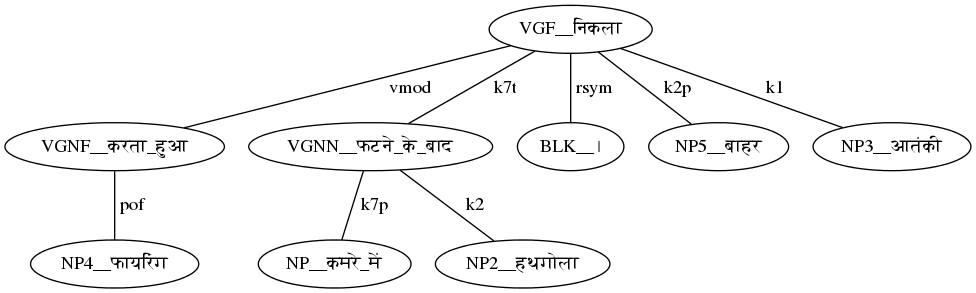 VGF__निकला
vmod k7t rsym k2p k1
VGNF__करता_हुआ VGNN__फटने_के_बाद BLK__। NP5__बाहर NP3__आतंकी
pof k7p k2
NP4__फायरिंग NP__कमरे_में NP2__हथगोला